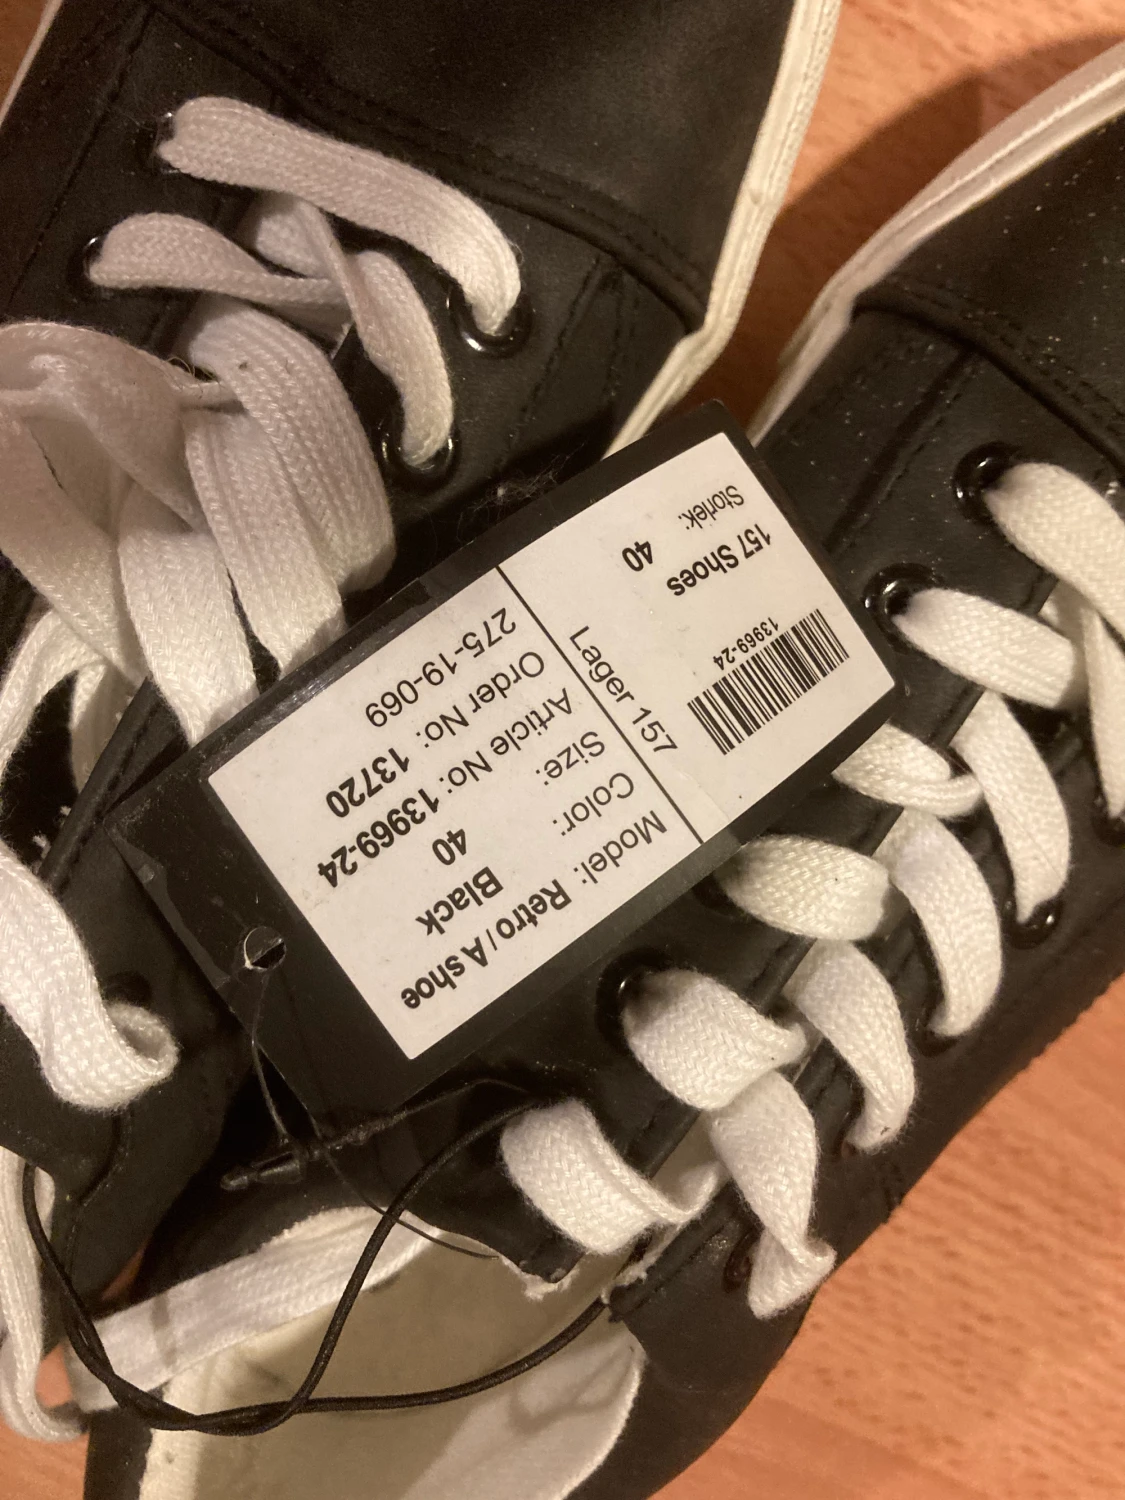 157 Shoes
Storlek: 40
13969-24
Lager 157
Model: Retro / A shoe
Color: Black
Size: 40
Article No: 13969-24
Order No: 13720
275-19-069